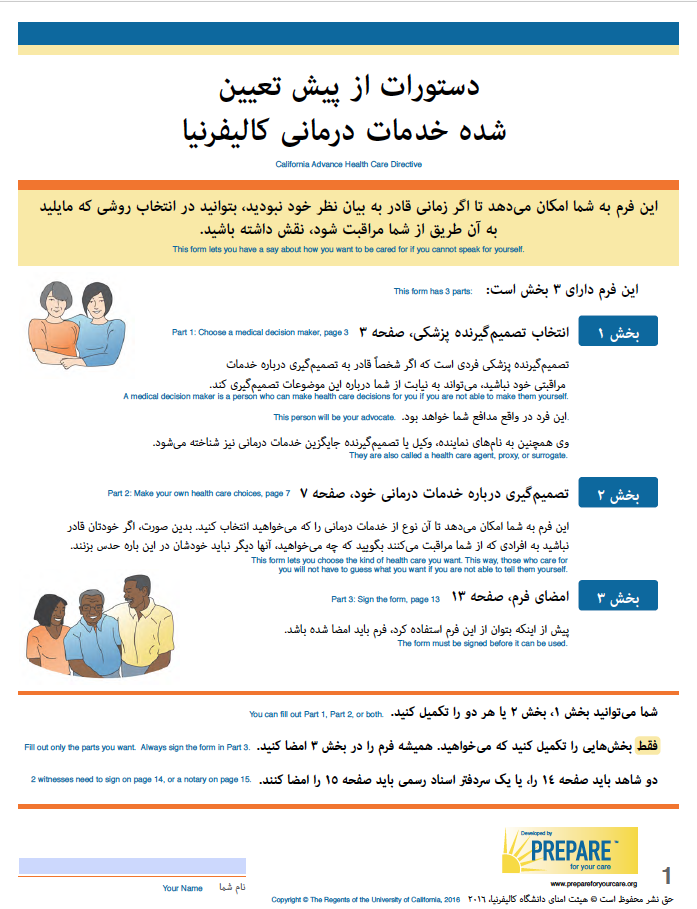 دستورات از پیش تعیین
شده خدمات درمانی کالیفرنیا
California Advance Health Care Directive
این فرم به شما امکان می‌دهد تا اگر زمانی قادر به بیان نظر خود نبودید، بتوانید در انتخاب روشی که مایلید
به آن طریق از شما مراقبت شود، نقش داشته باشید.
This form lets you have a say about how you want to be cared for if you cannot speak for yourself.
این فرم دارای ۳ بخش است: This form has 3 parts:
بخش ۱ انتخاب تصمیم‌گیرنده پزشکی، صفحه ۳ Part 1: Choose a medical decision maker, page 3
تصمیم‌گیرنده پزشکی فردی است که اگر شخصاً قادر به تصمیم‌گیری درباره خدمات
مراقبتی خود نباشید، می‌تواند به نیابت از شما درباره این موضوعات تصمیم‌گیری کند.
A medical decision maker is a person who can make health care decisions for you if you are not able to make them yourself.
این فرد در واقع مدافع شما خواهد بود. This person will be your advocate.
وی همچنین به نام‌های نماینده، وکیل یا تصمیم‌گیرنده جایگزین خدمات درمانی نیز شناخته می‌شود.
They are also called a health care agent, proxy, or surrogate.
بخش ۲ تصمیم‌گیری درباره خدمات درمانی خود، صفحه ۷ Part 2: Make your own health care choices, page 7
این فرم به شما امکان می‌دهد تا آن نوع از خدمات درمانی را که می‌خواهید انتخاب کنید. بدین صورت، اگر خودتان قادر
نباشید به افرادی که از شما مراقبت می‌کنند بگویید که چه می‌خواهید، آنها دیگر نباید خودشان در این باره حدس بزنند.
This form lets you choose the kind of health care you want. This way, those who care for
you will not have to guess what you want if you are not able to tell them yourself.
بخش ۳ امضای فرم، صفحه ۱۳ Part 3: Sign the form, page 13
پیش از اینکه بتوان از این فرم استفاده کرد، فرم باید امضا شده باشد.
The form must be signed before it can be used.
شما می‌توانید بخش ۱، بخش ۲ یا هر دو را تکمیل کنید. You can fill out Part 1, Part 2, or both.
فقط بخش‌هایی را تکمیل کنید که می‌خواهید. همیشه فرم را در بخش ۳ امضا کنید. Fill out only the parts you want. Always sign the form in Part 3.
دو شاهد باید صفحه ۱۴ را، یا یک سردفتر اسناد رسمی باید صفحه ۱۵ را امضا کنند. 2 witnesses need to sign on page 14, or a notary on page 15.
Developed by
PREPARE™
for your care
www.prepareforyourcare.org
1
نام شما Your Name
حق نشر محفوظ است © هیئت امنای دانشگاه کالیفرنیا، ۲۰۱۶ Copyright © The Regents of the University of California, 2016